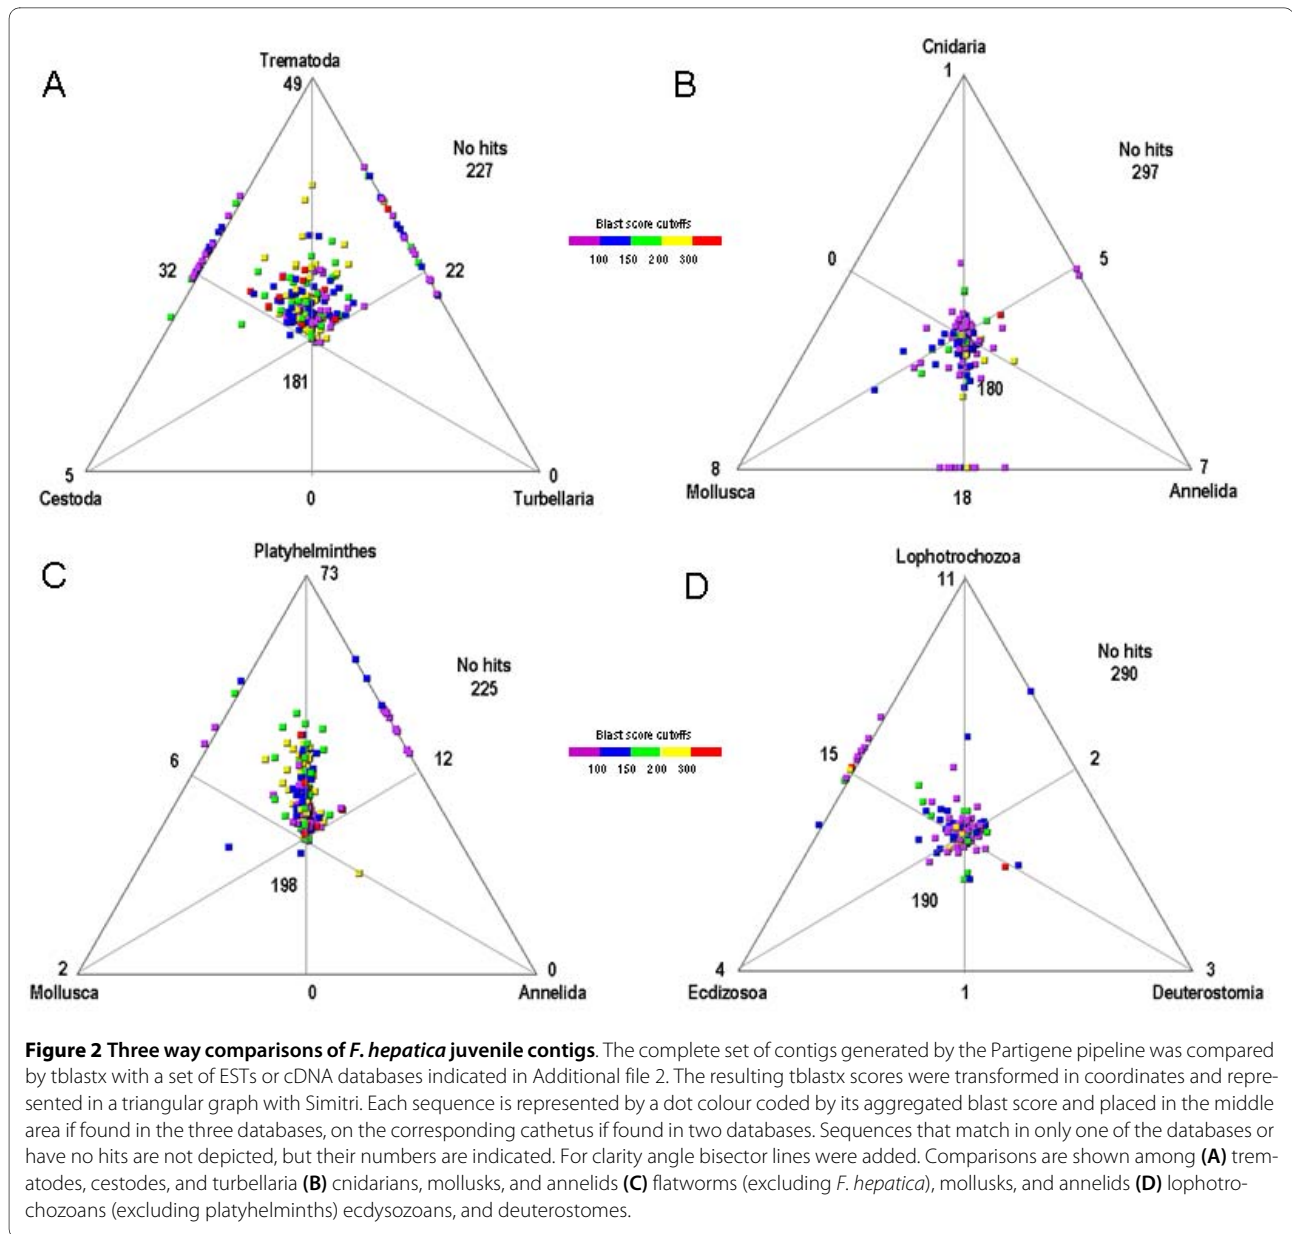 A
Trematoda
49
No hits
227
32
22
181
5
0
Cestoda
0
Turbellaria
Blast score cutoffs
100 150 200 300
B
Cnidaria
1
No hits
297
0
5
180
8
7
Mollusca
18
Annelida
C
Platyhelminthes
73
No hits
225
6
12
198
2
0
Mollusca
0
Annelida
Blast score cutoffs
100 150 200 300
D
Lophotrochozoa
11
No hits
290
15
2
190
4
3
Ecdizosoa
1
Deuterostomia
Figure 2 Three way comparisons of F. hepatica juvenile contigs. The complete set of contigs generated by the Partigene pipeline was compared
by tblastx with a set of ESTs or cDNA databases indicated in Additional file 2. The resulting tblastx scores were transformed in coordinates and repre-
sented in a triangular graph with Simitri. Each sequence is represented by a dot colour coded by its aggregated blast score and placed in the middle
area if found in the three databases, on the corresponding cathetus if found in two databases. Sequences that match in only one of the databases or
have no hits are not depicted, but their numbers are indicated. For clarity angle bisector lines were added. Comparisons are shown among (A) trem-
atodes, cestodes, and turbellaria (B) cnidarians, mollusks, and annelids (C) flatworms (excluding F. hepatica), mollusks, and annelids (D) lophotro-
chozoans (excluding platyhelminths) ecdysozoans, and deuterostomes.